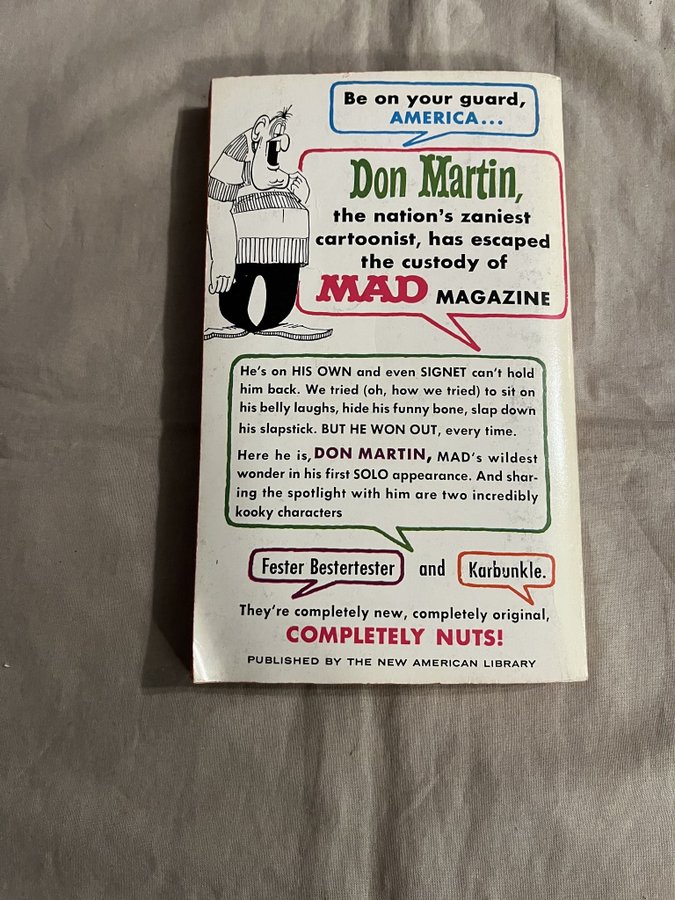 Be on your guard,
AMERICA...
Don Martin,
the nation's zaniest
cartoonist, has escaped
the custody of
MAD MAGAZINE
He's on HIS OWN and even SIGNET can't hold
him back. We tried (oh, how we tried) to sit on
his belly laughs, hide his funny bone, slap down
his slapstick. BUT HE WON OUT, every time.
Here he is, DON MARTIN, MAD's wildest
wonder in his first SOLO appearance. And shar-
ing the spotlight with him are two incredibly
kooky characters
Fester Bestertester and Karbunkle.
They're completely new, completely original,
COMPLETELY NUTS!
PUBLISHED BY THE NEW AMERICAN LIBRARY